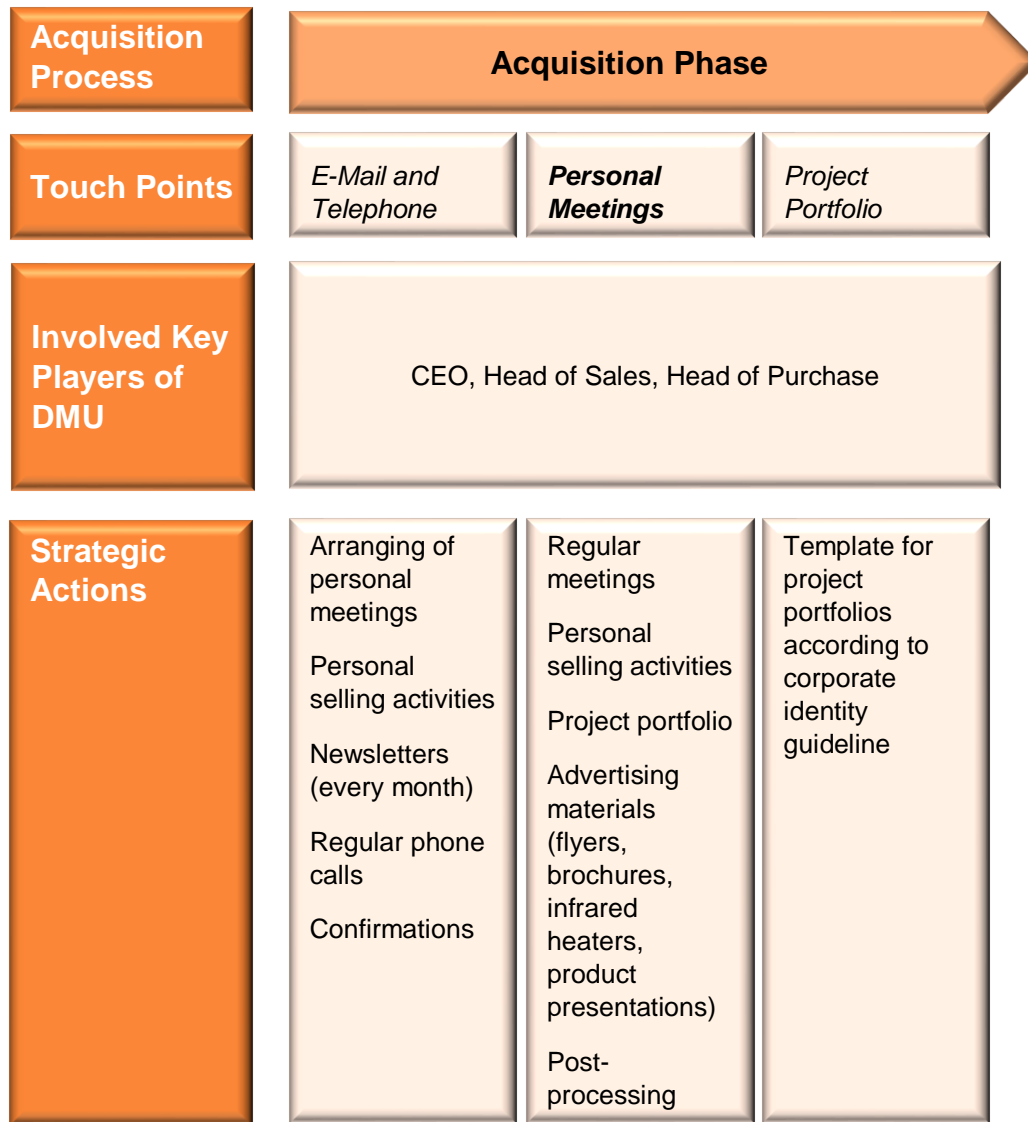 Acquisition
Process
Acquisition Phase
Touch Points
E-Mail and
Telephone
Personal
Meetings
Project
Portfolio
Involved Key
Players of
DMU
CEO, Head of Sales, Head of Purchase
Strategic
Actions
Arranging of
personal
meetings
Personal
selling activities
Newsletters
(every month)
Regular phone
calls
Confirmations
Regular
meetings
Personal
selling activities
Project portfolio
Advertising
materials
(flyers,
brochures,
infrared
heaters,
product
presentations)
Post-
processing
Template for
project
portfolios
according to
corporate
identity
guideline